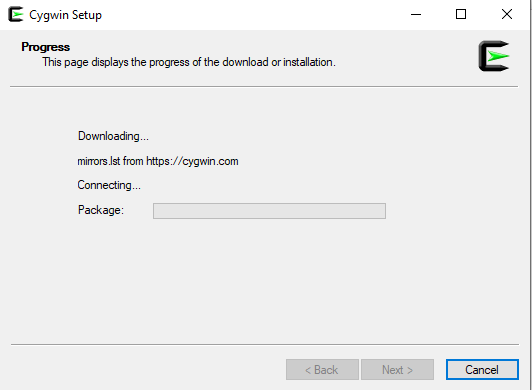 Cygwin Setup
Progress
This page displays the progress of the download or installation.
Downloading...
mirrors.lst from https://cygwin.com
Connecting...
Package:
< Back
Next >
Cancel